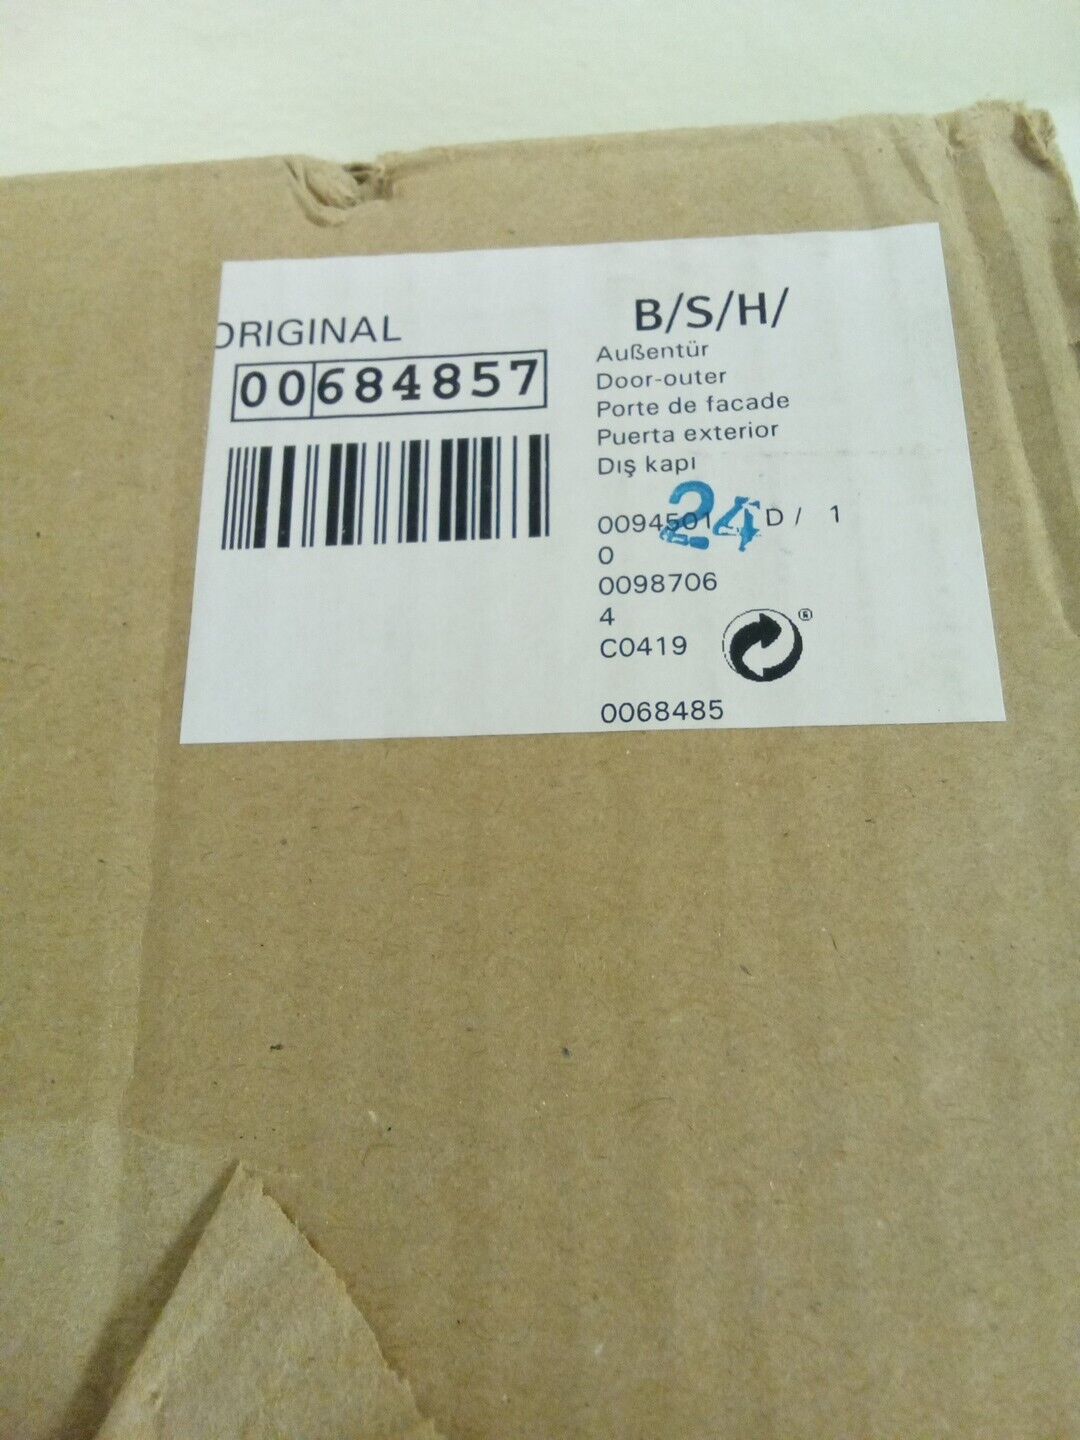 ORIGINAL
00684857
B/S/H/
Außentür
Door-outer
Porte de facade
Puerta exterior
Dış kapı
24
0094501 D / 1
0
0098706
4
C0419
®
0068485